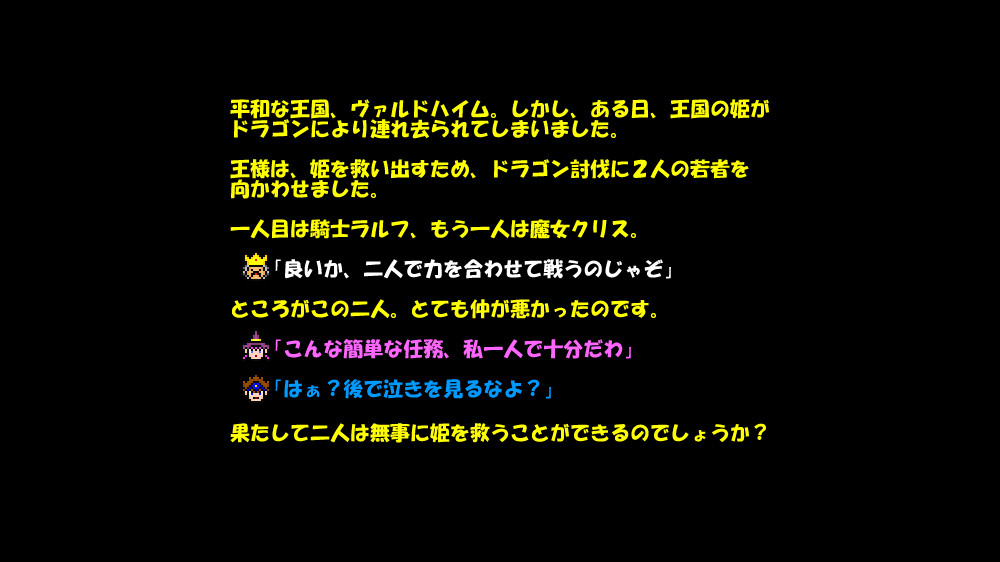 平和な王国、ヴァルドハイム。しかし、ある日、王国の姫が
ドラゴンにより連れ去られてしまいました。
王様は、姫を救い出すため、ドラゴン討伐に２人の若者を
向かわせました。
一人目は騎士ラルフ、もう一人は魔女クリス。
「良いか、二人で力を合わせて戦うのじゃぞ」
ところがこの二人。とても仲が悪かったのです。
「こんな簡単な任務、私一人で十分だわ」
「はぁ？後で泣きを見るなよ？」
果たして二人は無事に姫を救うことができるのでしょうか？